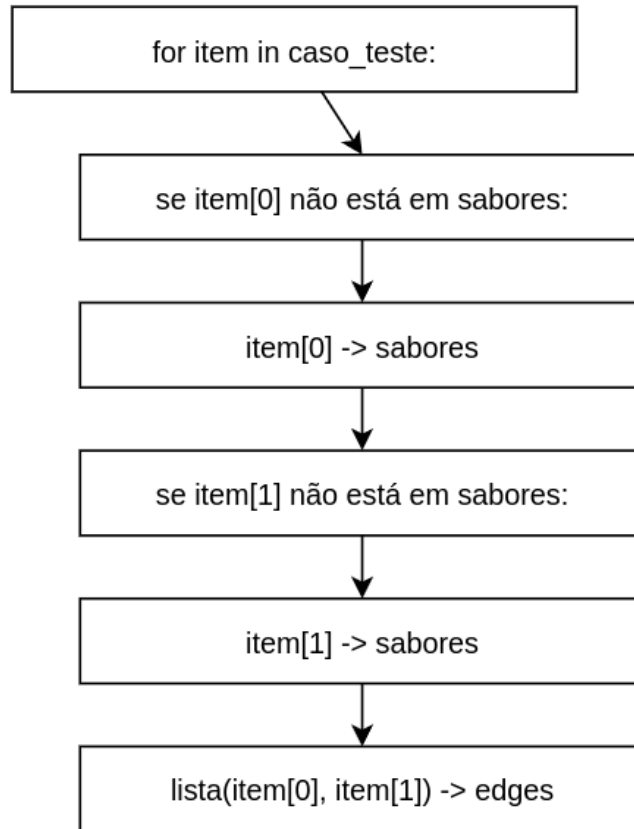 for item in caso_teste:
se item[0] não está em sabores:
item[0] -> sabores
se item[1] não está em sabores:
item[1] -> sabores
lista(item[0], item[1]) -> edges